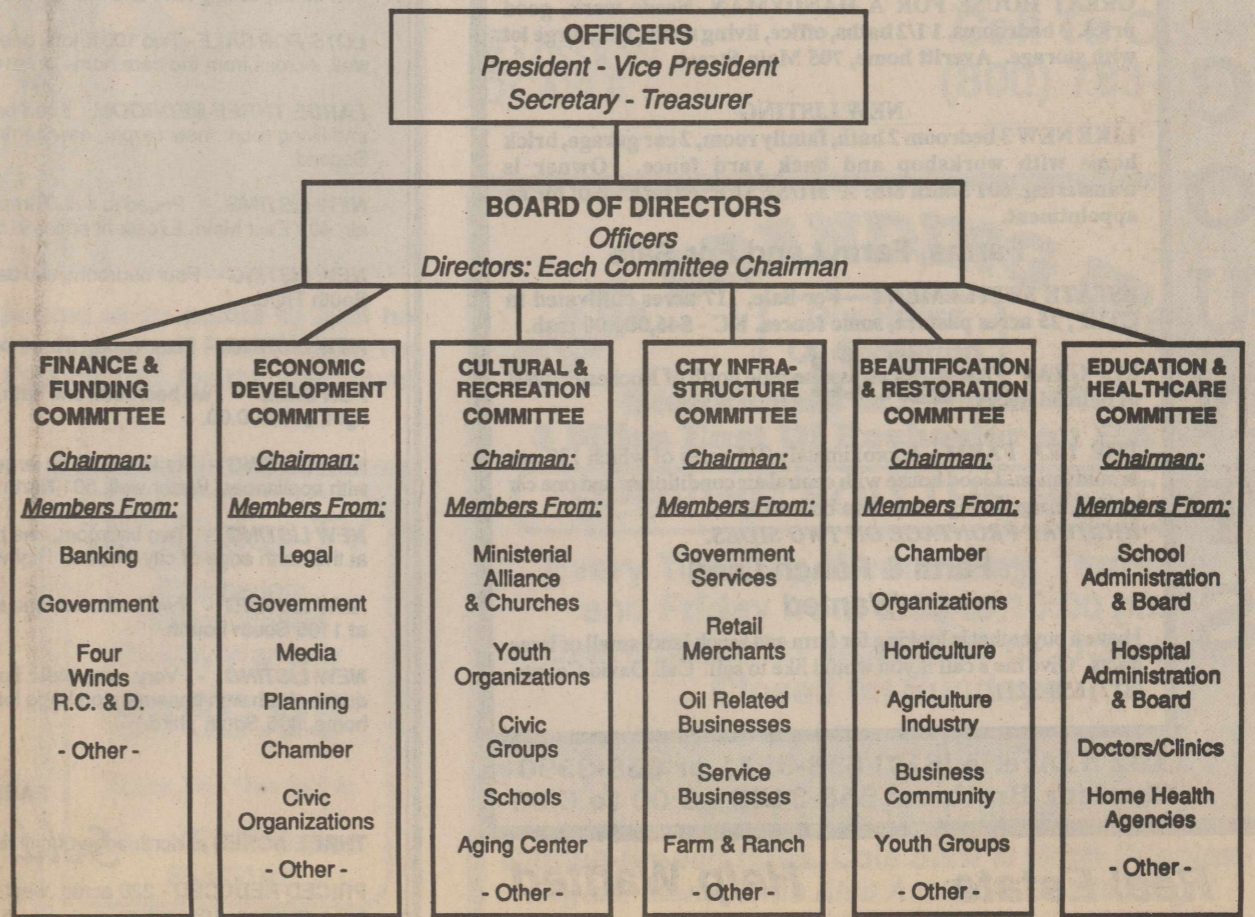 OFFICERS
President - Vice President
Secretary - Treasurer
BOARD OF DIRECTORS
Officers
Directors: Each Committee Chairman
FINANCE &
FUNDING
COMMITTEE
Chairman:
Members From:
Banking
Government
Four
Winds
R.C. & D.
- Other -
ECONOMIC
DEVELOPMENT
COMMITTEE
Chairman:
Members From:
Legal
Government
Media
Planning
Chamber
Civic
Organizations
- Other -
CULTURAL &
RECREATION
COMMITTEE
Chairman:
Members From:
Ministerial
Alliance
& Churches
Youth
Organizations
Civic
Groups
Schools
Aging Center
- Other -
CITY INFRA-
STRUCTURE
COMMITTEE
Chairman:
Members From:
Government
Services
Retail
Merchants
Oil Related
Businesses
Service
Businesses
Farm & Ranch
- Other -
BEAUTIFICATION
& RESTORATION
COMMITTEE
Chairman:
Members From:
Chamber
Organizations
Horticulture
Agriculture
Industry
Business
Community
Youth Groups
- Other -
EDUCATION &
HEALTHCARE
COMMITTEE
Chairman:
Members From:
School
Administration
& Board
Hospital
Administration
& Board
Doctors/Clinics
Home Health
Agencies
- Other -